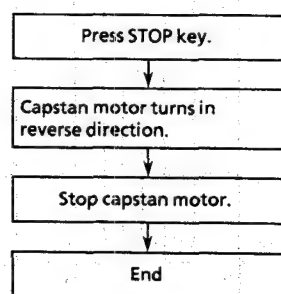 Press STOP key.
Capstan motor turns in
reverse direction.
Stop capstan motor.
End